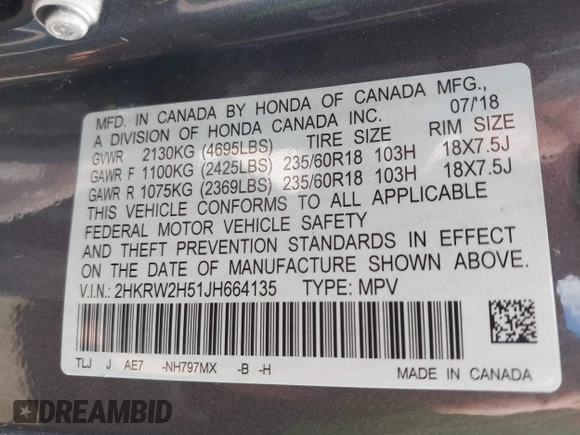 MFD. IN CANADA BY HONDA OF CANADA MFG.,
A DIVISION OF HONDA CANADA INC. 07/'18
GVWR 2130KG (4695LBS) TIRE SIZE RIM SIZE
GAWR F 1100KG (2425LBS) 235/60R18 103H 18X7.5J
GAWR R 1075KG (2369LBS) 235/60R18 103H 18X7.5J
THIS VEHICLE CONFORMS TO ALL APPLICABLE
FEDERAL MOTOR VEHICLE SAFETY
AND THEFT PREVENTION STANDARDS IN EFFECT
ON THE DATE OF MANUFACTURE SHOWN ABOVE.
V.I.N.: 2HKRW2H51JH664135 TYPE: MPV
TLJ J AE7 -NH797MX -B -H
MADE IN CANADA
DREAMBID